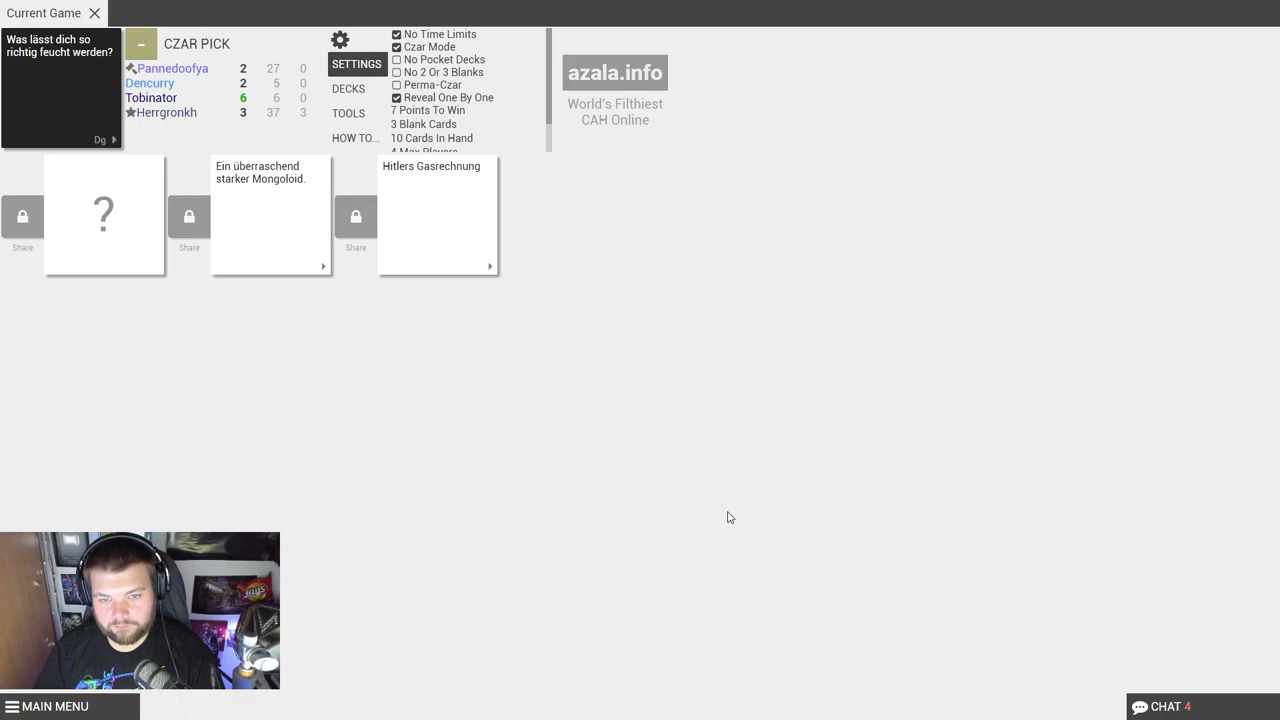 Current Game
Was lässt dich so
richtig feucht werden?
Dg
–
CZAR PICK
Pannedoofya 2 27 0
Dencurry 2 5 0
Tobinator 6 6 0
Herrgronkh 3 37 3
SETTINGS
DECKS
TOOLS
HOW TO...
No Time Limits
Czar Mode
No Pocket Decks
No 2 Or 3 Blanks
Perma-Czar
Reveal One By One
7 Points To Win
3 Blank Cards
10 Cards In Hand
4 Max Players
azala.info
World's Filthiest
CAH Online
?
Share
Ein überraschend
starker Mongoloid.
Share
Hitlers Gasrechnung
Share
Lays
MAIN MENU
CHAT 4